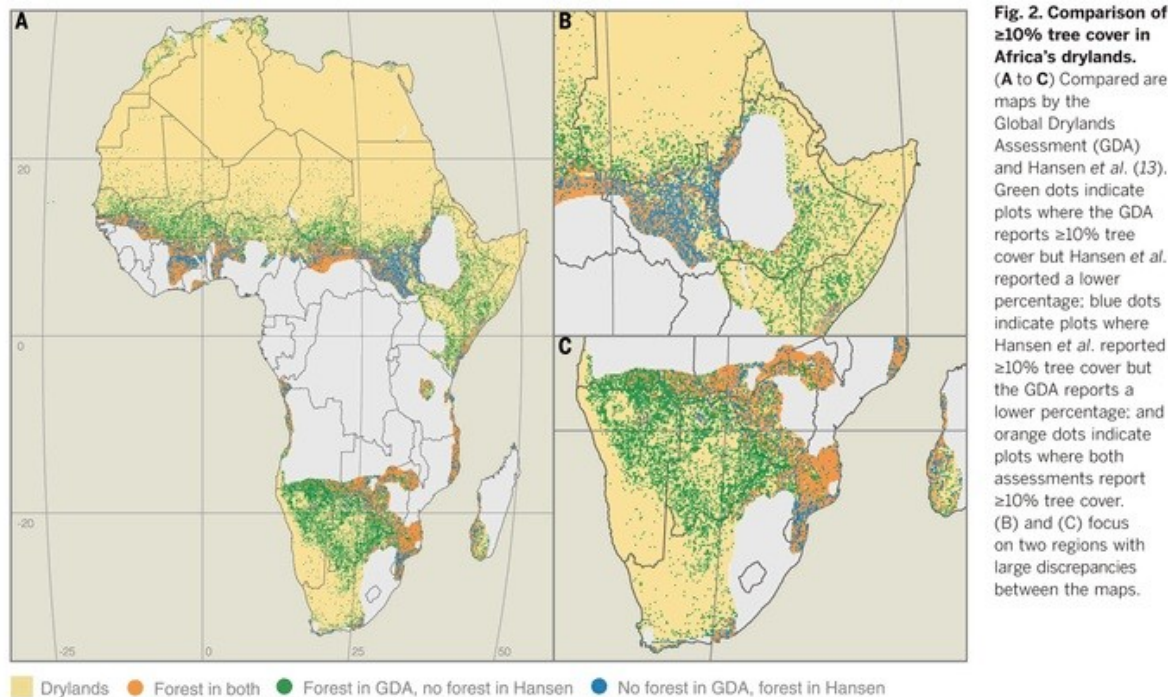 A
B
C
20
0
-20
-25
0
25
50
Fig. 2. Comparison of
≥10% tree cover in
Africa's drylands.
(A to C) Compared are
maps by the
Global Drylands
Assessment (GDA)
and Hansen et al. (13).
Green dots indicate
plots where the GDA
reports ≥10% tree
cover but Hansen et al.
reported a lower
percentage; blue dots
indicate plots where
Hansen et al. reported
≥10% tree cover but
the GDA reports a
lower percentage; and
orange dots indicate
plots where both
assessments report
≥10% tree cover.
(B) and (C) focus
on two regions with
large discrepancies
between the maps.
Drylands
Forest in both
Forest in GDA, no forest in Hansen
No forest in GDA, forest in Hansen